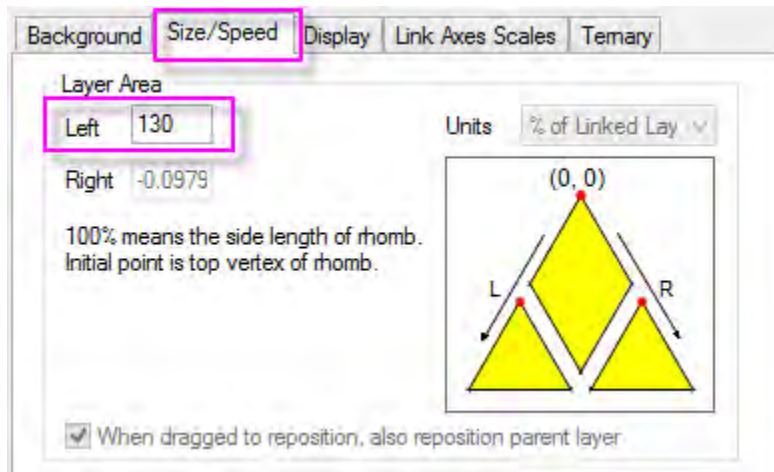 Background Size/Speed Display Link Axes Scales Ternary
Layer Area
Left 130 Units % of Linked Lay
Right -0.0979
(0, 0)
100% means the side length of rhomb.
Initial point is top vertex of rhomb.
L R
When dragged to reposition, also reposition parent layer